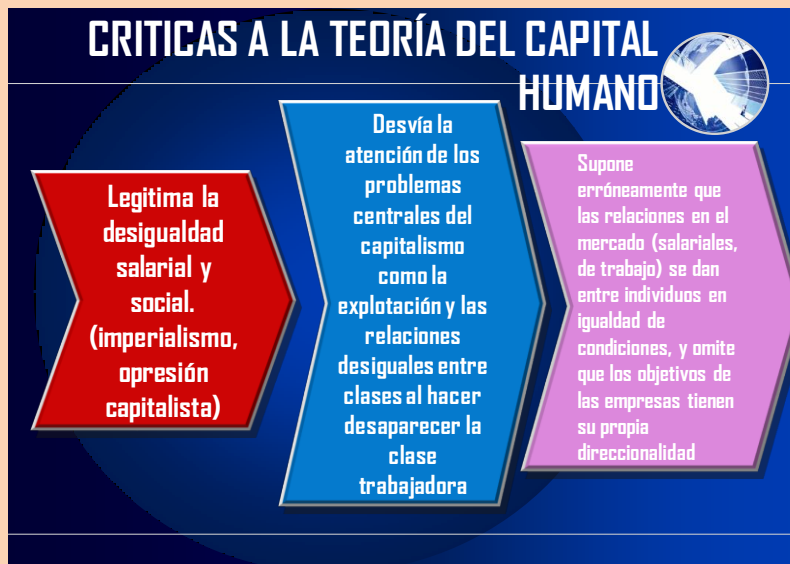 CRITICAS A LA TEORÍA DEL CAPITAL
HUMANO
Legitima la
desigualdad
salarial y
social.
(imperialismo,
opresión
capitalista)
Desvía la
atención de los
problemas
centrales del
capitalismo
como la
explotación y las
relaciones
desiguales entre
clases al hacer
desaparecer la
clase
trabajadora
Supone
erróneamente que
las relaciones en el
mercado (salariales,
de trabajo) se dan
entre individuos en
igualdad de
condiciones, y omite
que los objetivos de
las empresas tienen
su propia
direccionalidad